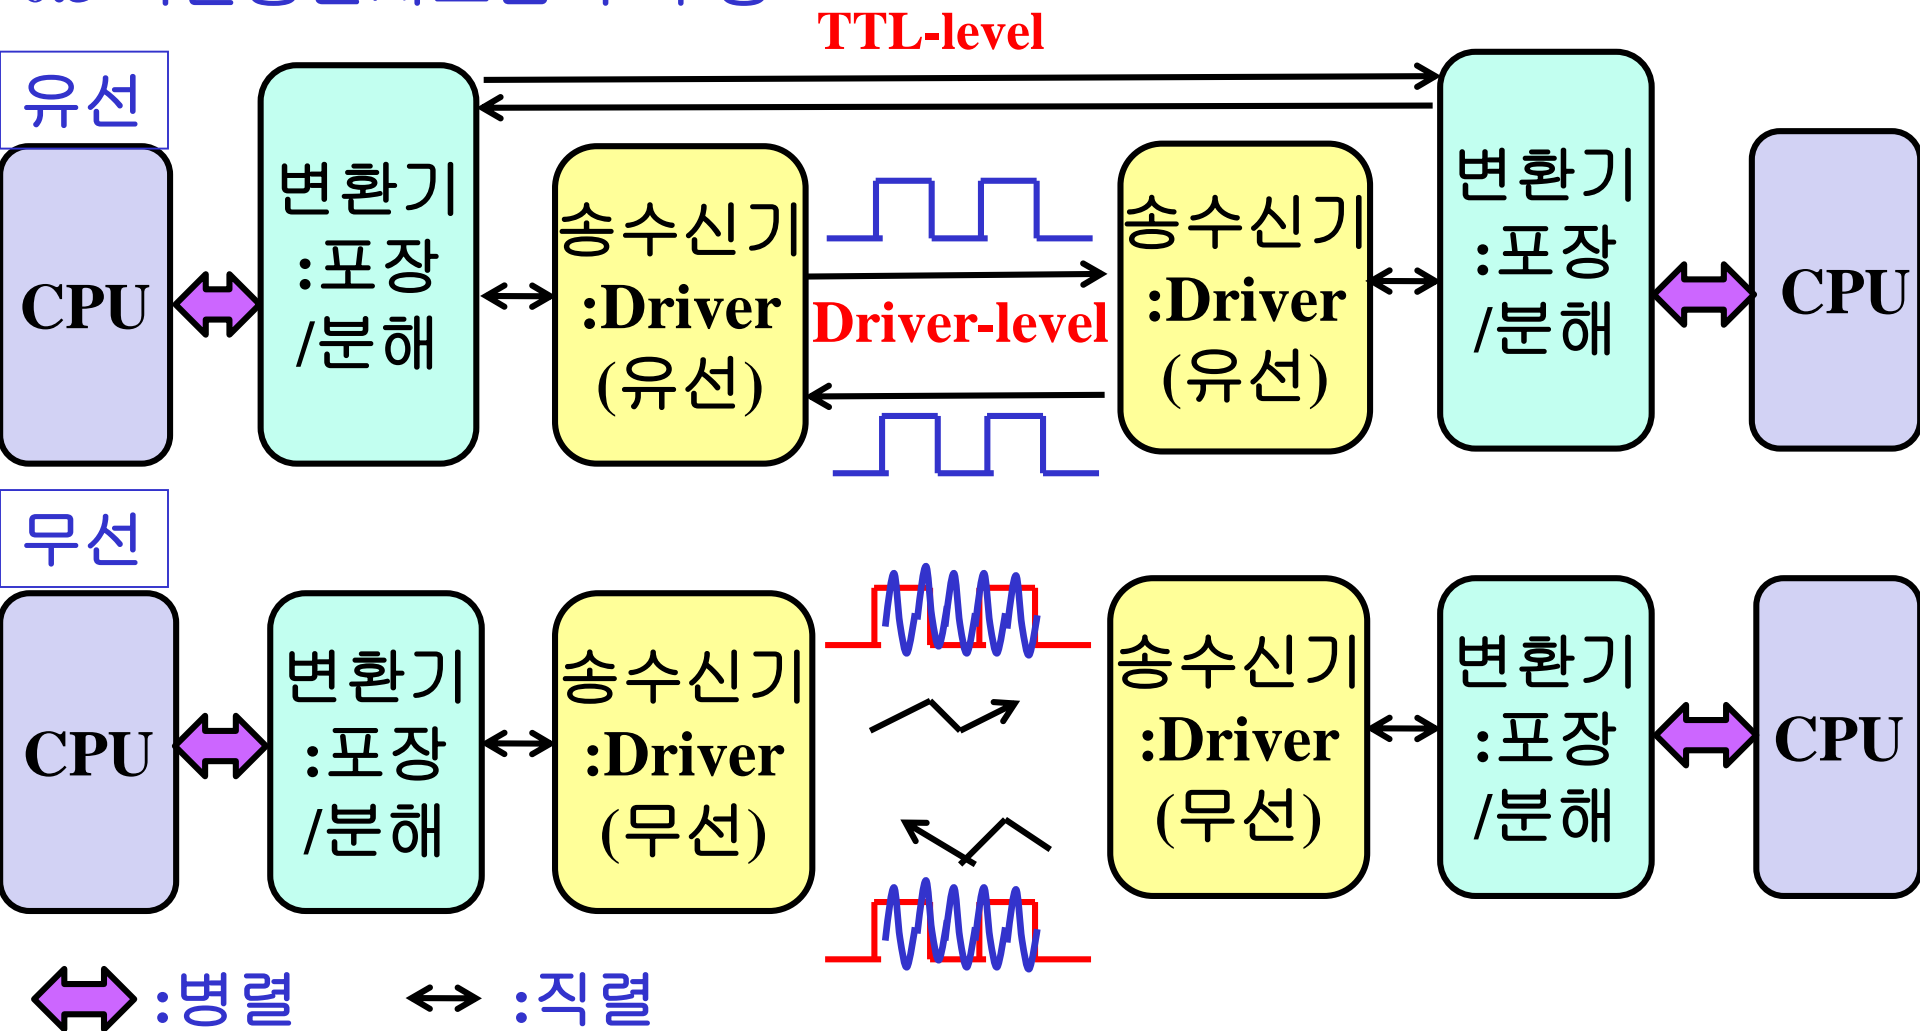 TTL-level
유선
CPU
변환기
:포장
/분해
송수신기
:Driver
(유선)
Driver-level
송수신기
:Driver
(유선)
변환기
:포장
/분해
CPU
무선
CPU
변환기
:포장
/분해
송수신기
:Driver
(무선)
송수신기
:Driver
(무선)
변환기
:포장
/분해
CPU
:병렬
:직렬